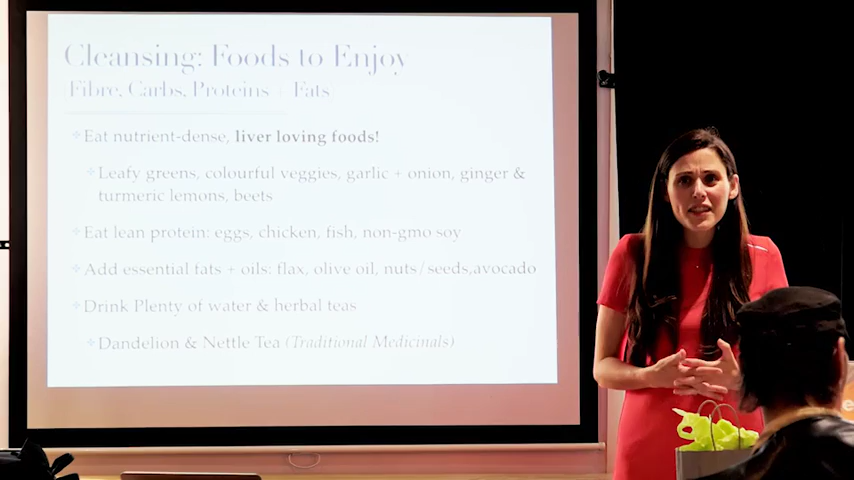 Cleansing: Foods to Enjoy
Fibre, Carbs, Proteins + Fats
Eat nutrient-dense, liver loving foods!
Leafy greens, colourful veggies, garlic + onion, ginger &
turmeric lemons, beets
Eat lean protein: eggs, chicken, fish, non-gmo soy
Add essential fats + oils: flax, olive oil, nuts/seeds,avocado
Drink Plenty of water & herbal teas
Dandelion & Nettle Tea (Traditional Medicinals)